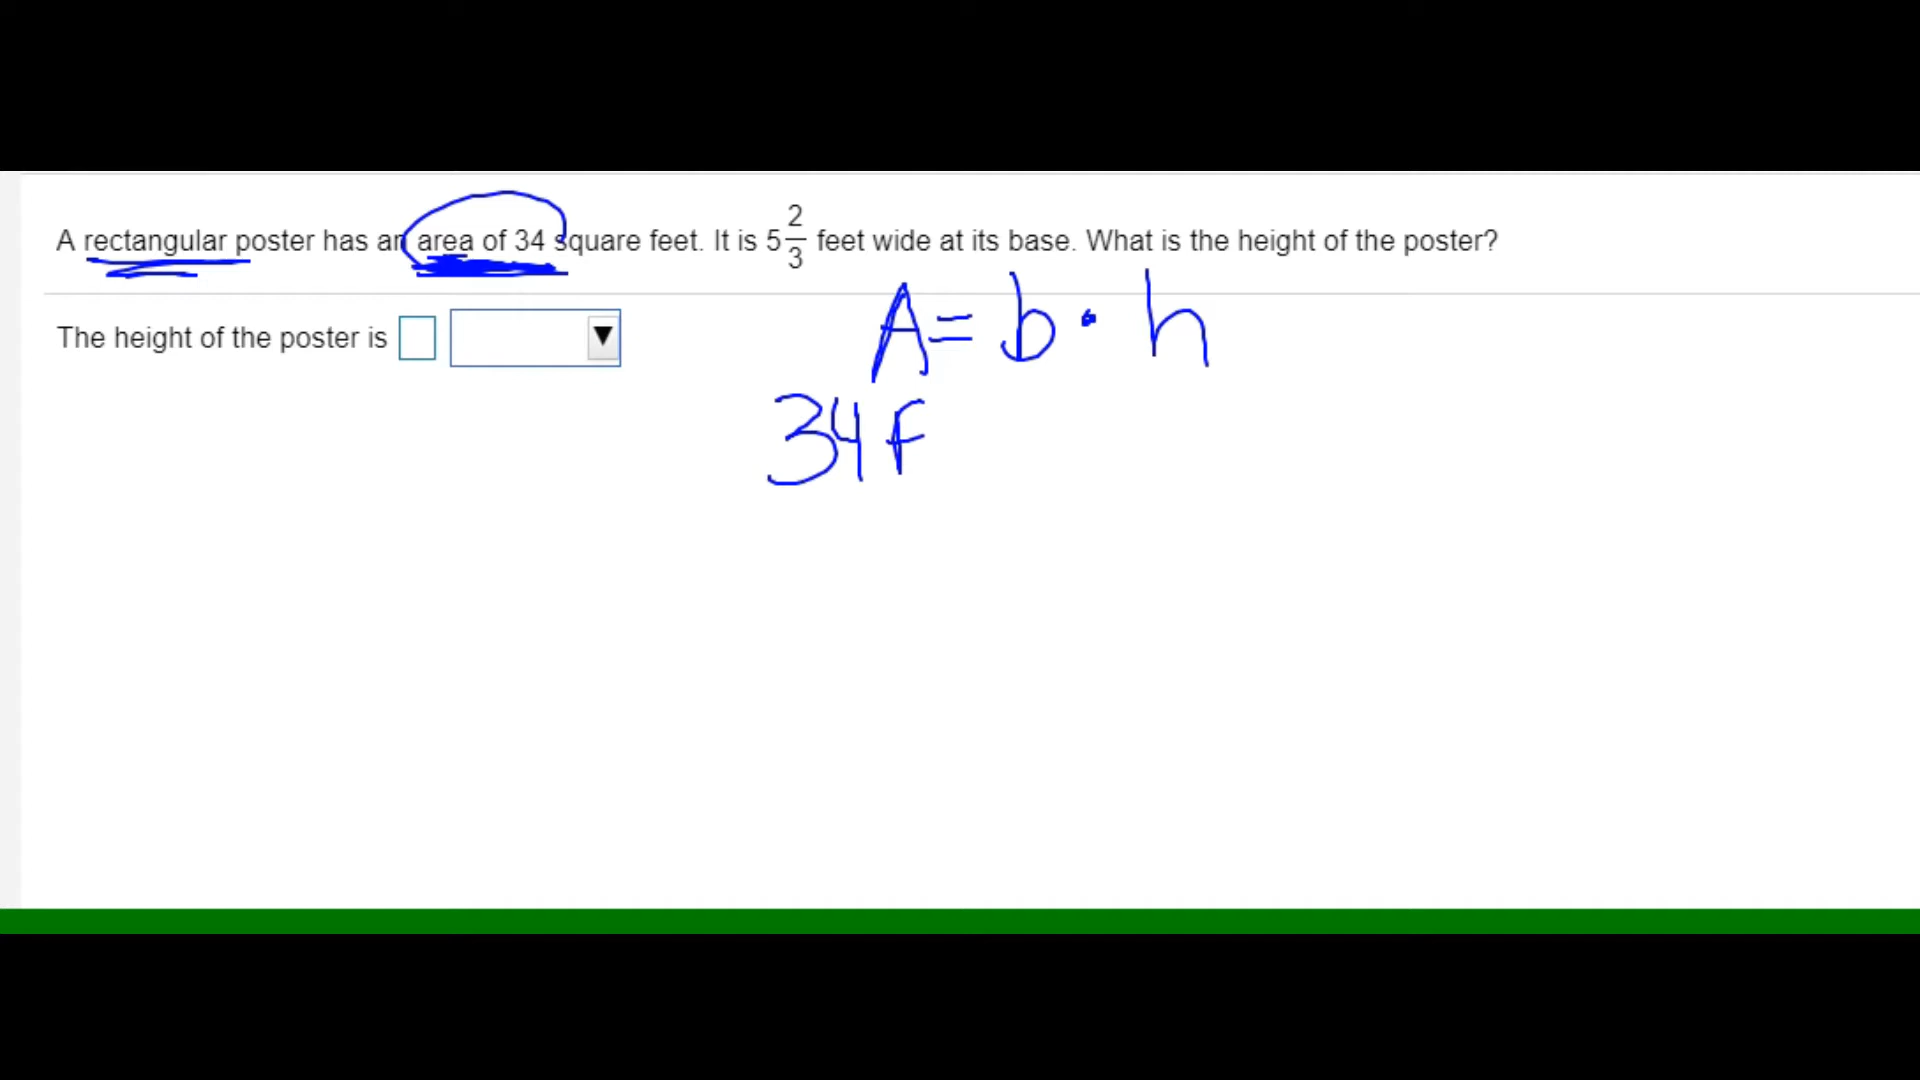 A rectangular poster has an area of 34 square feet. It is 5 2/3 feet wide at its base. What is the height of the poster?
The height of the poster is
A = b · h
34 f